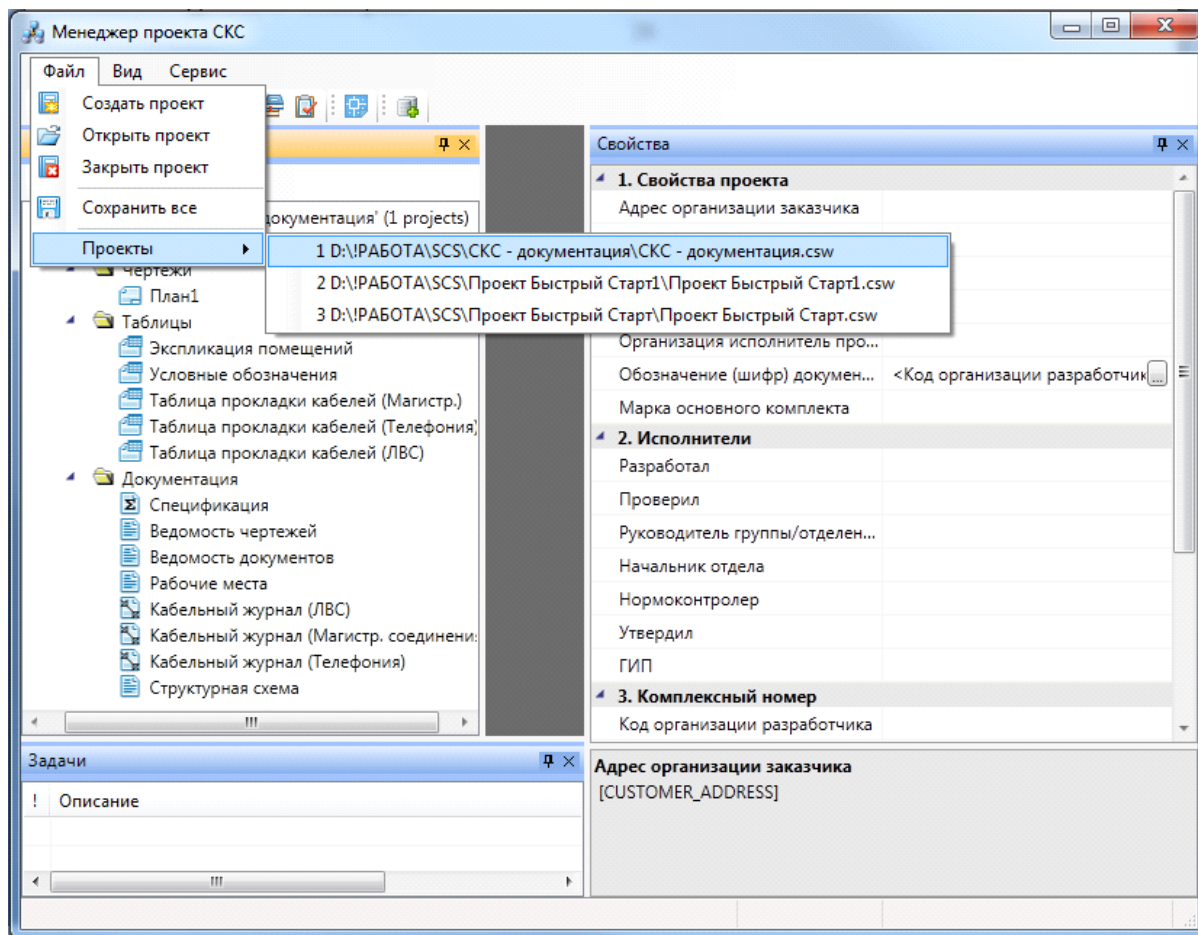 Менеджер проекта СКС
Файл Вид Сервис
Создать проект
Открыть проект
Закрыть проект
Сохранить все
Проекты
1 D:\!РАБОТА\SCS\СКС - документация\СКС - документация.csw
2 D:\!РАБОТА\SCS\Проект Быстрый Старт1\Проект Быстрый Старт1.csw
3 D:\!РАБОТА\SCS\Проект Быстрый Старт\Проект Быстрый Старт.csw
документация' (1 projects)
Чертежи
План1
Таблицы
Экспликация помещений
Условные обозначения
Таблица прокладки кабелей (Магистр.)
Таблица прокладки кабелей (Телефония)
Таблица прокладки кабелей (ЛВС)
Документация
Спецификация
Ведомость чертежей
Ведомость документов
Рабочие места
Кабельный журнал (ЛВС)
Кабельный журнал (Магистр. соединени
Кабельный журнал (Телефония)
Структурная схема
Свойства
1. Свойства проекта
Адрес организации заказчика
Организация исполнитель про...
Обозначение (шифр) докумен... <Код организации разработчик ...
Марка основного комплекта
2. Исполнители
Разработал
Проверил
Руководитель группы/отделен...
Начальник отдела
Нормоконтролер
Утвердил
ГИП
3. Комплексный номер
Код организации разработчика
Адрес организации заказчика
[CUSTOMER_ADDRESS]
Задачи
! Описание